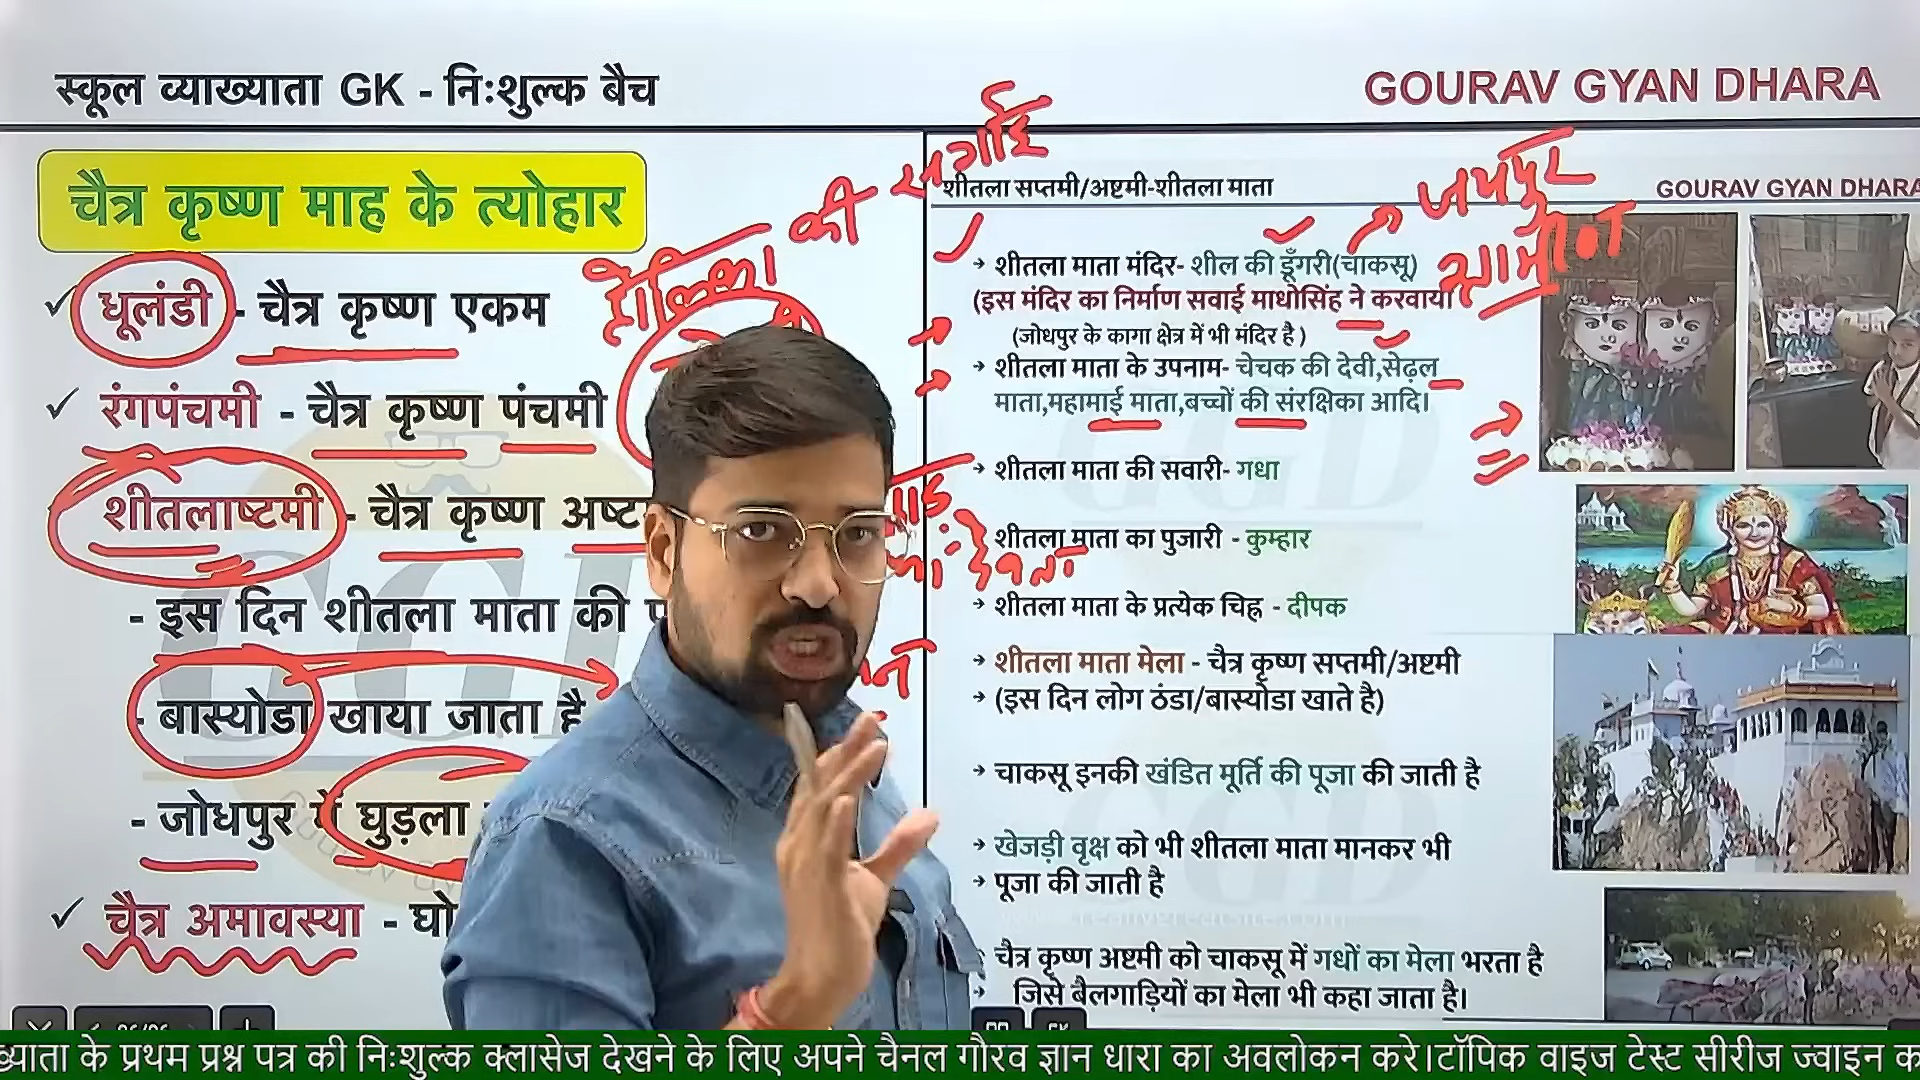 स्कूल व्याख्याता GK - निःशुल्क बैच
GOURAV GYAN DHARA
चैत्र कृष्ण माह के त्योहार
✓ धूलंडी - चैत्र कृष्ण एकम
✓ रंगपंचमी - चैत्र कृष्ण पंचमी
शीतलाष्टमी - चैत्र कृष्ण
- इस दिन शीतला माता की
- बास्योडा खाया जाता है
- जोधपुर में घुड़ला
✓ चैत्र अमावस्या -
की सगाई
शीतला सप्तमी/अष्टमी-शीतला माता
GOURAV GYAN DHARA
जयपुर
ग्रामीण
→ शीतला माता मंदिर- शील की डूँगरी(चाकसू)
(इस मंदिर का निर्माण सवाई माधोसिंह ने करवाया
(जोधपुर के कागा क्षेत्र में भी मंदिर है )
→ शीतला माता के उपनाम- चेचक की देवी,सेढ़ल
माता,महामाई माता,बच्चों की संरक्षिका आदि।
→ शीतला माता की सवारी- गधा
शीतला माता का पुजारी - कुम्हार
→ शीतला माता के प्रत्येक चिह्न - दीपक
→ शीतला माता मेला - चैत्र कृष्ण सप्तमी/अष्टमी
→ (इस दिन लोग ठंडा/बास्योडा खाते है)
→ चाकसू इनकी खंडित मूर्ति की पूजा की जाती है
→ खेजड़ी वृक्ष को भी शीतला माता मानकर भी
→ पूजा की जाती है
चैत्र कृष्ण अष्टमी को चाकसू में गधों का मेला भरता है
जिसे बैलगाड़ियों का मेला भी कहा जाता है।
के प्रथम प्रश्न पत्र की निःशुल्क क्लासेज देखने के लिए अपने चैनल गौरव ज्ञान धारा का अवलोकन करे।टॉपिक वाइज टेस्ट सीरीज ज्वाइन